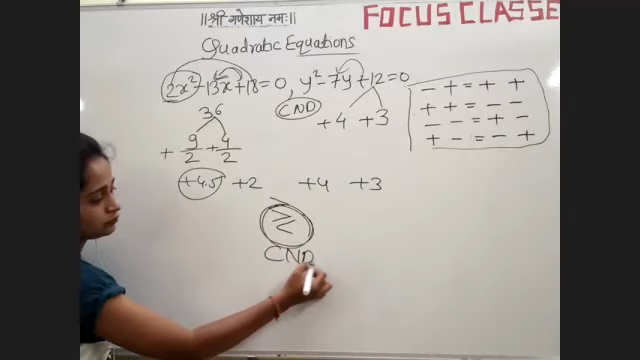 ||श्री गणेशाय नमः||
FOCUS CLASSE
Quadratic Equations
2x²-13x+18=0, y²-7y+12=0
CND
36
+4 +3
+ 9/2 + 4/2
+4.5 +2 +4 +3
≥
CND
- + = + +
+ + = - -
- - = + -
+ - = - +